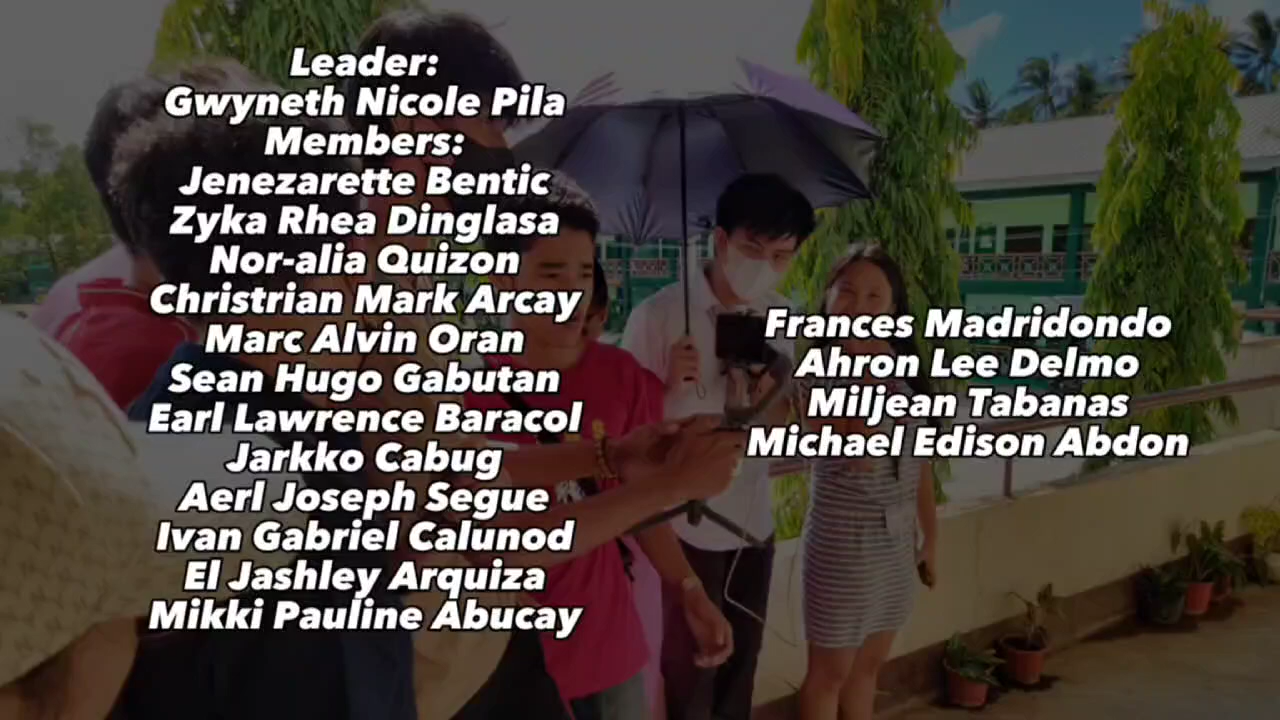 Leader:
Gwyneth Nicole Pila
Members:
Jenezarette Bentic
Zyka Rhea Dinglasa
Nor-alia Quizon
Christrian Mark Arcay
Marc Alvin Oran
Sean Hugo Gabutan
Earl Lawrence Baracol
Jarkko Cabug
Aerl Joseph Segue
Ivan Gabriel Calunod
El Jashley Arquiza
Mikki Pauline Abucay
Frances Madridondo
Ahron Lee Delmo
Miljean Tabanas
Michael Edison Abdon